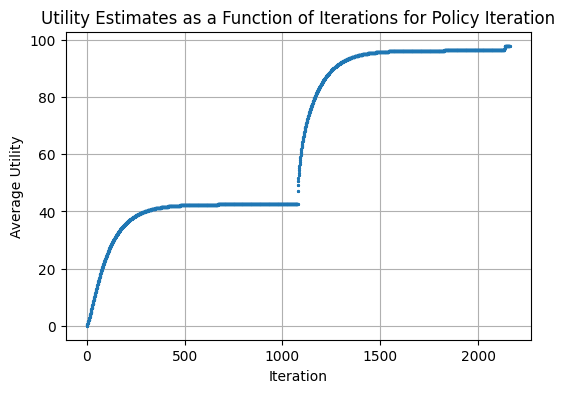 Utility Estimates as a Function of Iterations for Policy Iteration
100
80
60
40
20
0
Average Utility
0 500 1000 1500 2000
Iteration